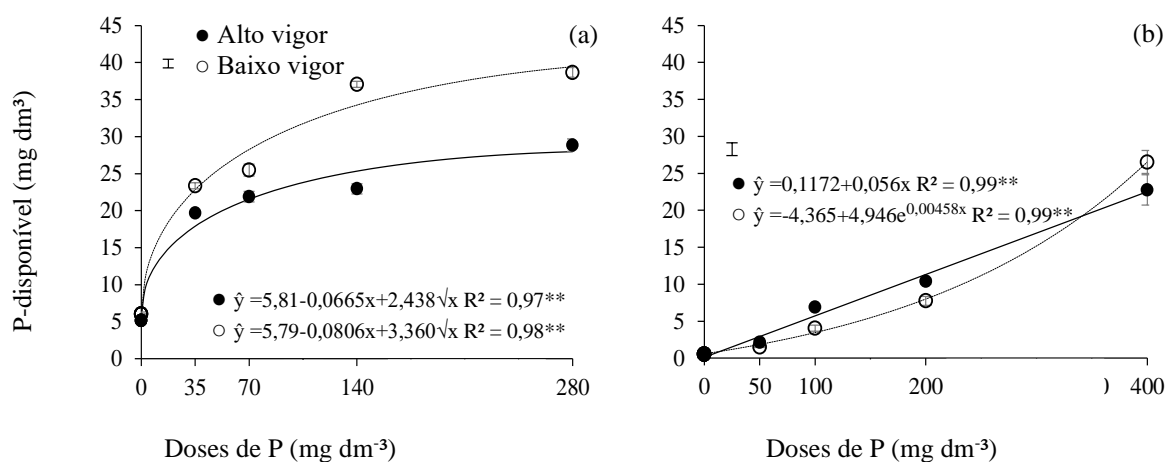 P-disponível (mg dm³)
45
40
35
30
25
20
15
10
5
0
Alto vigor
Baixo vigor
(a)
ŷ =5,81-0,0665x+2,438√x R² = 0,97**
ŷ =5,79-0,0806x+3,360√x R² = 0,98**
0 35 70 140 280
Doses de P (mg dm⁻³)
45
40
35
30
25
20
15
10
5
0
(b)
ŷ =0,1172+0,056x R² = 0,99**
ŷ =-4,365+4,946e⁰,⁰⁰⁴⁵⁸ˣ R² = 0,99**
0 50 100 200 ) 400
Doses de P (mg dm⁻³)